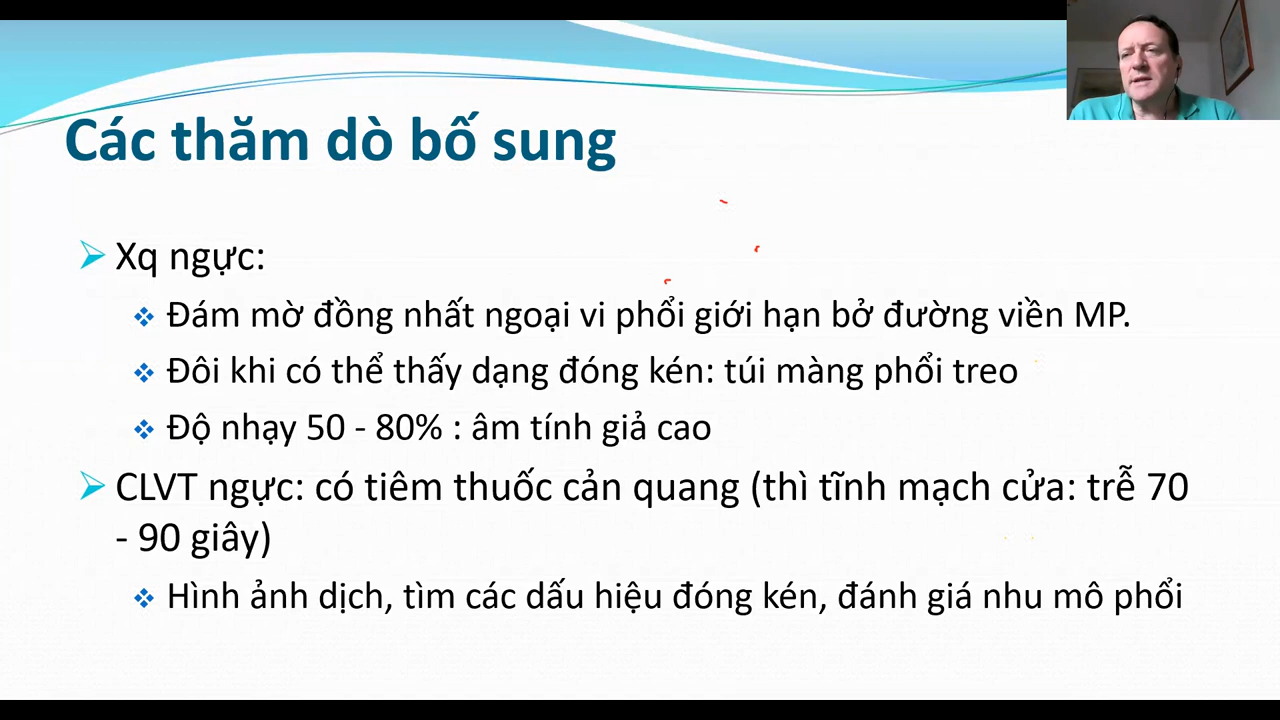 Các thăm dò bố sung
Xq ngực:
Đám mờ đồng nhất ngoại vi phổi giới hạn bở đường viền MP.
Đôi khi có thể thấy dạng đóng kén: túi màng phổi treo
Độ nhạy 50 - 80% : âm tính giả cao
CLVT ngực: có tiêm thuốc cản quang (thì tĩnh mạch cửa: trễ 70
- 90 giây)
Hình ảnh dịch, tìm các dấu hiệu đóng kén, đánh giá nhu mô phổi